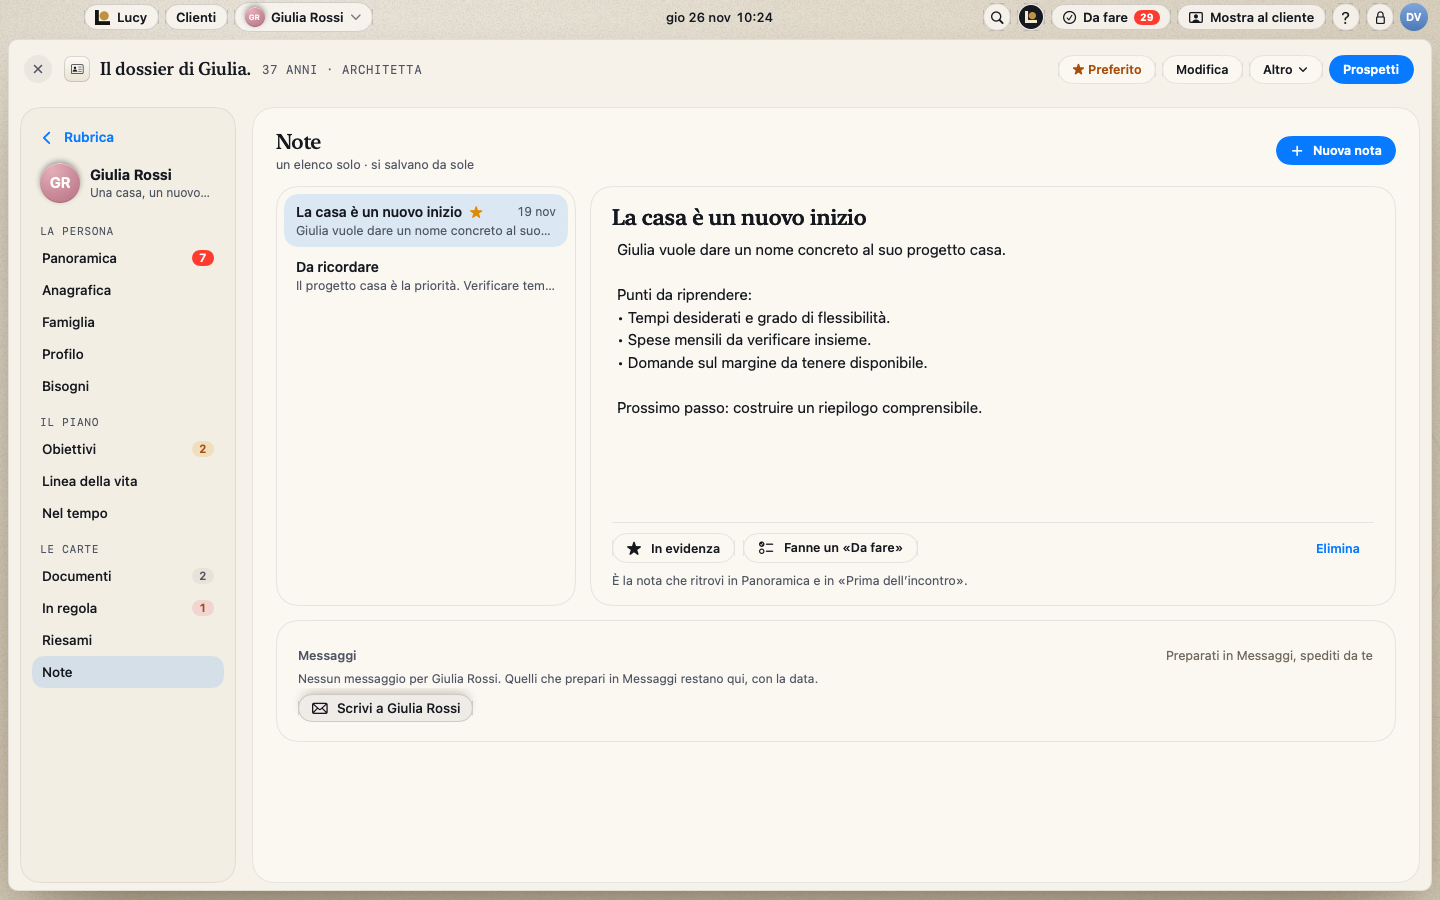 Lucy
Clienti
GR Giulia Rossi
gio 26 nov 10:24
Da fare 29
Mostra al cliente
?
DV
Il dossier di Giulia. 37 ANNI · ARCHITETTA
Preferito
Modifica
Altro
Prospetti
Rubrica
GR
Giulia Rossi
Una casa, un nuovo...
LA PERSONA
Panoramica 7
Anagrafica
Famiglia
Profilo
Bisogni
IL PIANO
Obiettivi 2
Linea della vita
Nel tempo
LE CARTE
Documenti 2
In regola 1
Riesami
Note
Note
un elenco solo · si salvano da sole
+ Nuova nota
La casa è un nuovo inizio 19 nov
Giulia vuole dare un nome concreto al suo...
Da ricordare
Il progetto casa è la priorità. Verificare tem...
La casa è un nuovo inizio
Giulia vuole dare un nome concreto al suo progetto casa.
Punti da riprendere:
• Tempi desiderati e grado di flessibilità.
• Spese mensili da verificare insieme.
• Domande sul margine da tenere disponibile.
Prossimo passo: costruire un riepilogo comprensibile.
In evidenza
Fanne un «Da fare»
Elimina
È la nota che ritrovi in Panoramica e in «Prima dell'incontro».
Messaggi
Preparati in Messaggi, spediti da te
Nessun messaggio per Giulia Rossi. Quelli che prepari in Messaggi restano qui, con la data.
Scrivi a Giulia Rossi